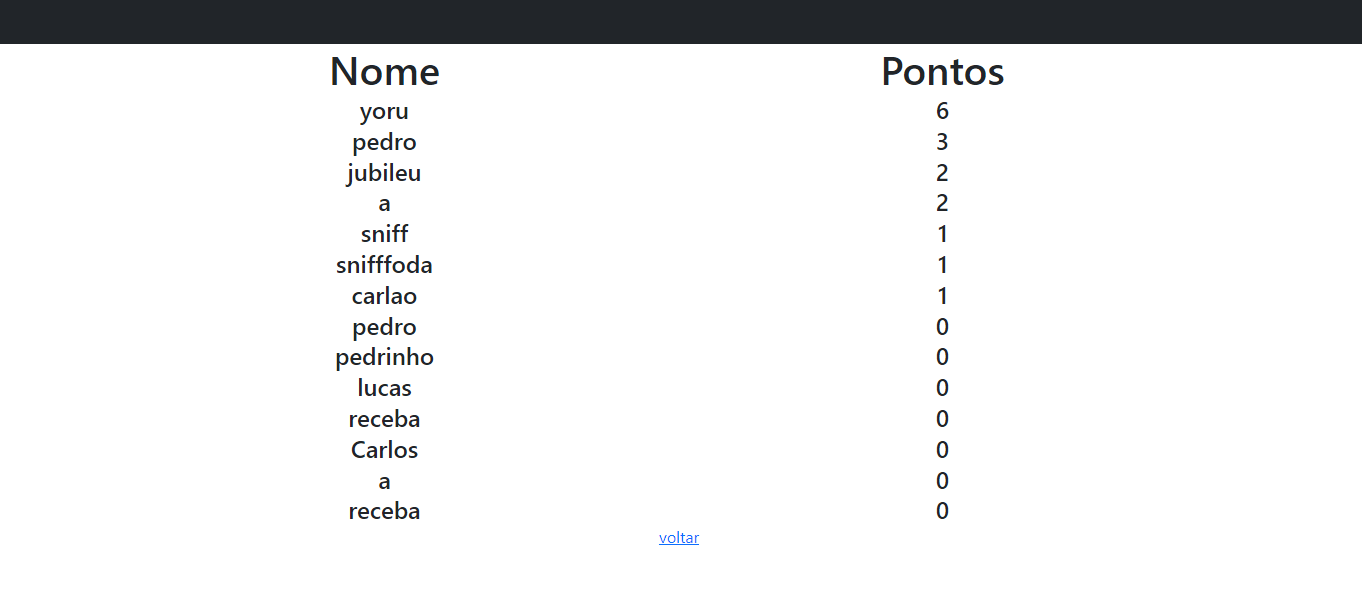 Nome Pontos
yoru 6
pedro 3
jubileu 2
a 2
sniff 1
snifffoda 1
carlao 1
pedro 0
pedrinho 0
lucas 0
receba 0
Carlos 0
a 0
receba 0
voltar